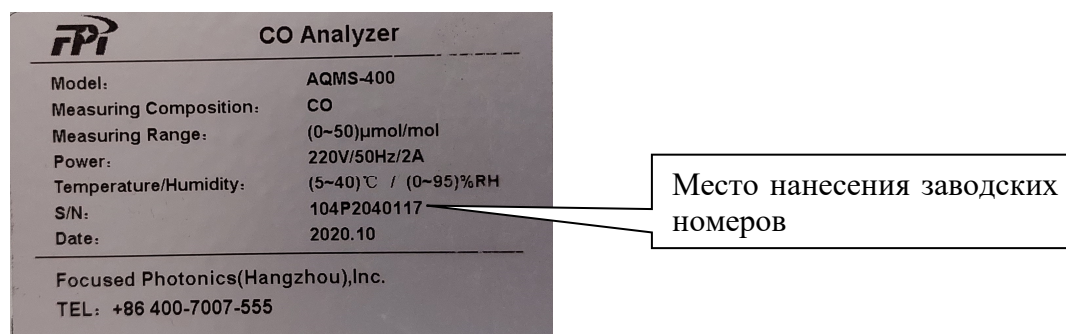 FPi
CO Analyzer
Model: AQMS-400
Measuring Composition: CO
Measuring Range: (0~50)μmol/mol
Power: 220V/50Hz/2A
Temperature/Humidity: (5~40)℃ / (0~95)%RH
S/N: 104P2040117
Date: 2020.10
Focused Photonics(Hangzhou),Inc.
TEL: +86 400-7007-555
Место нанесения заводских
номеров